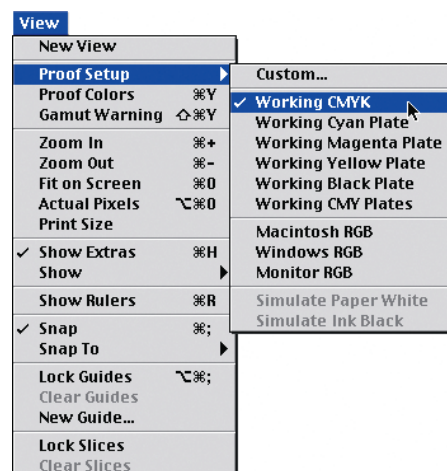 View
New View
Proof Setup
Proof Colors ⌘Y
Gamut Warning ⇧⌘Y
Zoom In ⌘+
Zoom Out ⌘-
Fit on Screen ⌘0
Actual Pixels ⌥⌘0
Print Size
✓ Show Extras ⌘H
Show
Show Rulers ⌘R
✓ Snap ⌘;
Snap To
Lock Guides ⌥⌘;
Clear Guides
New Guide...
Lock Slices
Clear Slices
Custom...
✓ Working CMYK
Working Cyan Plate
Working Magenta Plate
Working Yellow Plate
Working Black Plate
Working CMY Plates
Macintosh RGB
Windows RGB
Monitor RGB
Simulate Paper White
Simulate Ink Black